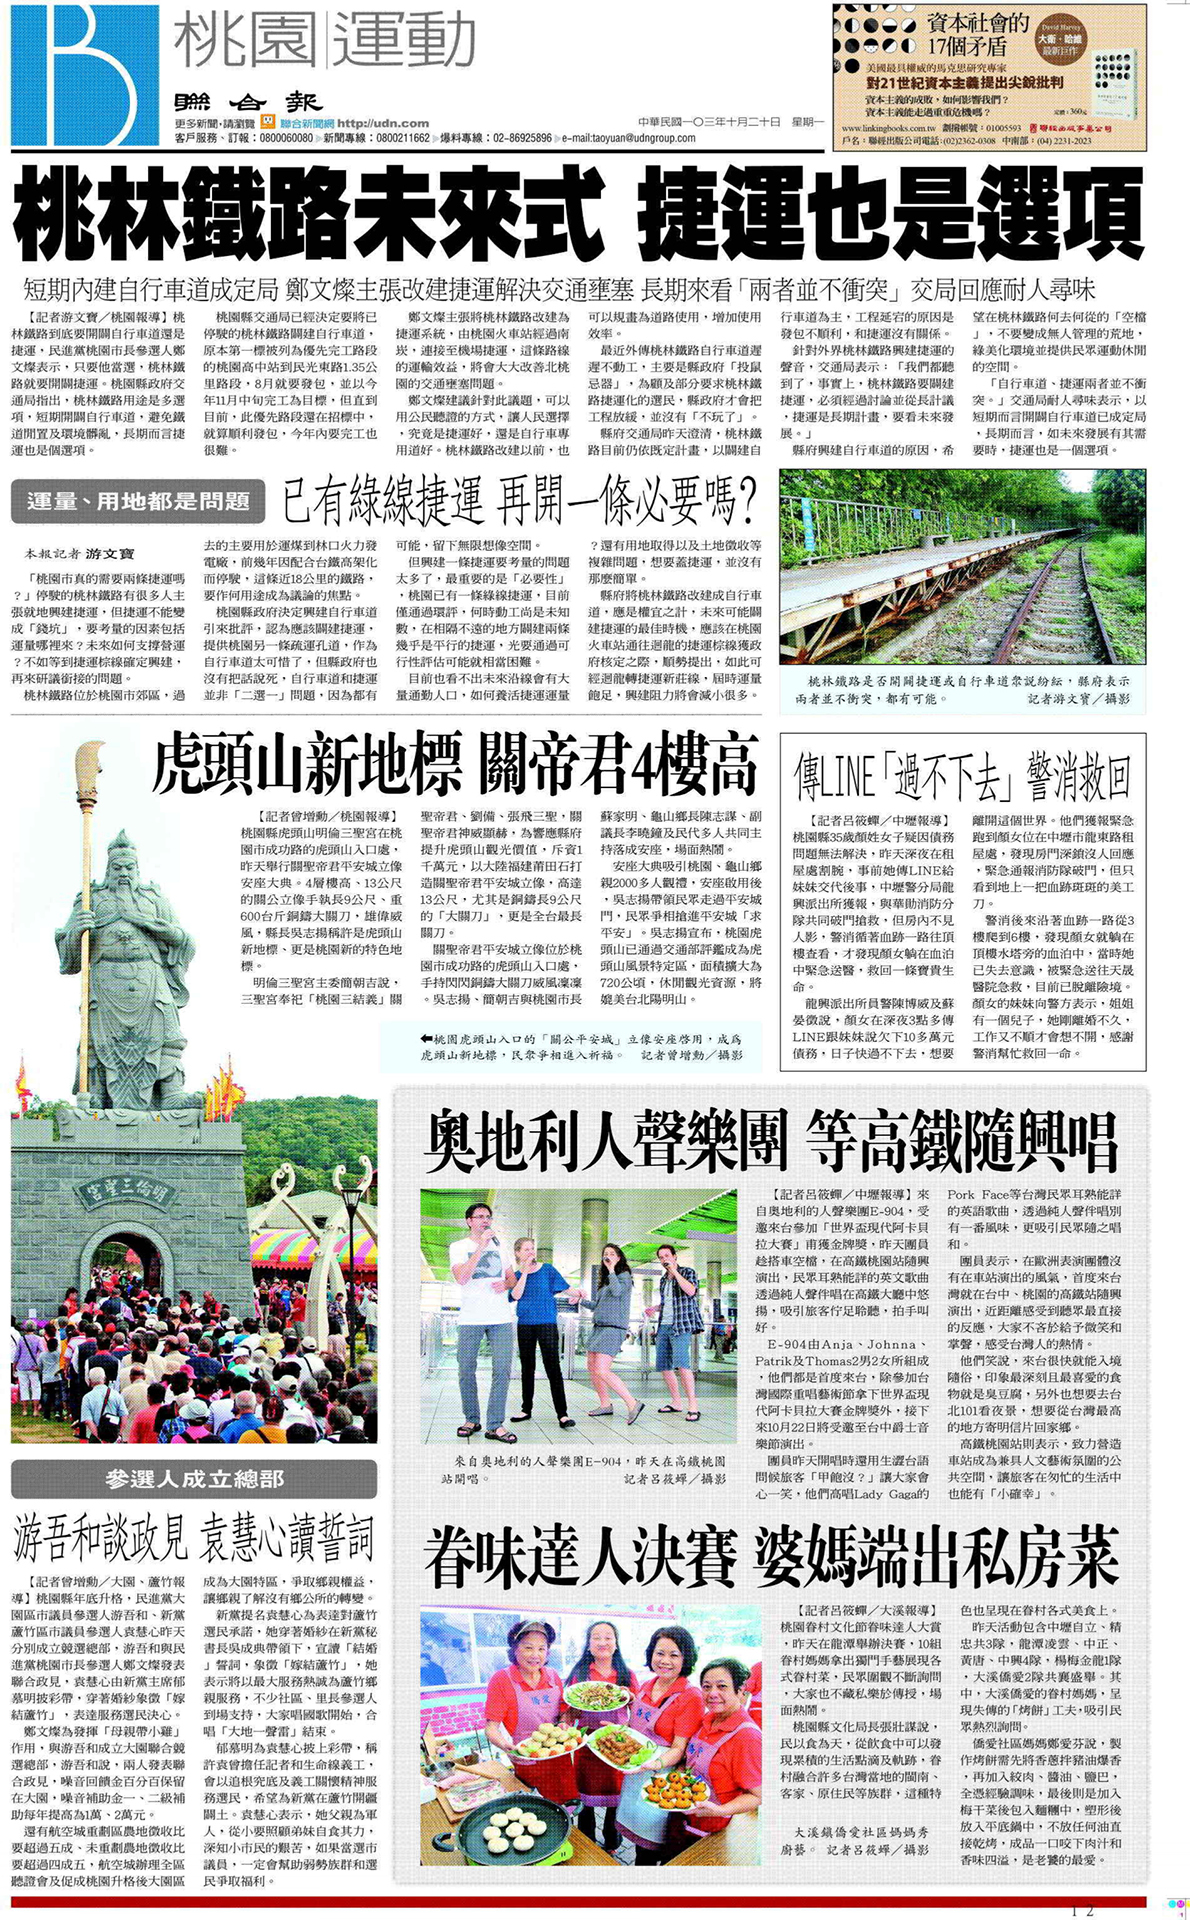 桃園|運動
聯合報
更多新聞，請瀏覽 聯合新聞網 http://udn.com
客戶服務、訂報：0800060080 新聞專線：0800211662 爆料專線：02-86925896 e-mail:taoyuan@udngroup.com
中華民國一〇三年十月二十日 星期一
資本社會的
17個矛盾
David Harvey
大衛·哈維
最新巨作
美國最具權威的馬克思研究專家
對21世紀資本主義提出尖銳批判
資本主義的成敗，如何影響我們？
資本主義能走過重重危機嗎？
定價：360元
www.linkingbooks.com.tw 劃撥帳號：01005593 聯經出版事業公司
戶名：聯經出版公司 電話：(02)2362-0308 中南部：(04) 2231-2023
桃林鐵路未來式 捷運也是選項
短期內建自行車道成定局 鄭文燦主張改建捷運解決交通壅塞 長期來看「兩者並不衝突」交局回應耐人尋味
【記者游文寶／桃園報導】桃
林鐵路到底要開闢自行車道還是
捷運，民進黨桃園市長參選人鄭
文燦表示，只要他當選，桃林鐵
路就要開闢捷運。桃園縣政府交
通局指出，桃林鐵路用途是多選
項，短期開闢自行車道，避免鐵
道閒置及環境髒亂，長期而言捷
運也是個選項。
桃園縣交通局已經決定要將已
停駛的桃林鐵路闢建自行車道，
原本第一標被列為優先完工路段
的桃園高中站到民光東路1.35公
里路段，8月就要發包，並以今
年11月中旬完工為目標，但直到
目前，此優先路段還在招標中，
就算順利發包，今年內要完工也
很難。
鄭文燦主張將桃林鐵路改建為
捷運系統，由桃園火車站經過南
崁，連接至機場捷運，這條路線
的運輸效益，將會大大改善北桃
園的交通壅塞問題。
鄭文燦建議針對此議題，可以
用公民聽證的方式，讓人民選擇
，究竟是捷運好，還是自行車專
用道好。桃林鐵路改建以前，也
可以規畫為道路使用，增加使用
效率。
最近外傳桃林鐵路自行車遲
遲不動工，主要是縣政府「投鼠
忌器」，為顧及部分要求桃林鐵
路捷運化的選民，縣政府才會把
工程放緩，並沒有「不玩了」。
縣府交通局昨天澄清，桃林鐵
路目前仍依既定計畫，以闢建自
行車道為主，工程延宕的原因是
發包不順利，和捷運沒有關係。
針對外界桃林鐵路興建捷運的
聲音，交通局表示：「我們都聽
到了，事實上，桃林鐵路要闢建
捷運，必須經過討論並從長計議
，捷運是長期計畫，要看未來發
展。」
縣府興建自行車道的原因，希
望在桃林鐵路何去何從的「空檔
」，不要變成無人管理的荒地，
綠美化環境並提供民眾運動休閒
的空間。
「自行車道、捷運兩者並不衝
突。」交通局耐人尋味表示，以
短期而言開闢自行車道已成定局
，長期而言，如未來發展有其需
要時，捷運也是一個選項。
運量、用地都是問題
已有綠線捷運 再開一條必要嗎？
本報記者 游文寶
「桃園市真的需要兩條捷運嗎
？」停駛的桃林鐵路有很多人主
張就地興建捷運，但捷運不能變
成「錢坑」，要考量的因素包括
運量哪裡來？未來如何支撐營運
？不如等到捷運棕線確定興建，
再來研議銜接的問題。
桃林鐵路位於桃園市郊區，過
去的主要用於運煤到林口火力發
電廠，前幾年因配合台鐵高架化
而停駛，這條近18公里的鐵路，
要作何用途成為議論的焦點。
桃園縣政府決定興建自行車道
引來批評，認為應該闢建捷運，
提供桃園另一條疏運孔道，作為
自行車道太可惜了，但縣政府也
沒有把話說死，自行車道和捷運
並非「二選一」問題，因為都有
可能，留下無限想像空間。
但興建一條捷運要考量的問題
太多了，最重要的是「必要性」
，桃園已有一條綠線捷運，目前
僅通過環評，何時動工尚是未知
數，在相隔不遠的地方闢建兩條
幾乎是平行的捷運，光要通過可
行性評估可能就相當困難。
目前也看不出未來沿線會有大
量通勤人口，如何養活捷運運量
？還有用地取得以及土地徵收等
複雜問題，想要蓋捷運，並沒有
那麼簡單。
縣府將桃林鐵路改建成自行車
道，應是權宜之計，未來可能闢
建捷運的最佳時機，應該在桃園
火車站通往迴龍的捷運棕線獲政
府核定之際，順勢提出，如此可
經迴龍轉捷運新莊線，屆時運量
飽足，興建阻力將會減小很多。
桃林鐵路是否開闢捷運或自行車道眾說紛紜，縣府表示
兩者並不衝突，都有可能。 記者游文寶／攝影
虎頭山新地標 關帝君4樓高
【記者曾增勳／桃園報導】
桃園縣虎頭山明倫三聖宮在桃
園市成功路的虎頭山入口處，
昨天舉行關聖帝君平安城立像
安座大典。4層樓高、13公尺
的關公立像手執長9公尺、重
600台斤銅鑄大關刀，雄偉威
風，縣長吳志揚稱許是虎頭山
新地標、更是桃園新的特色地
標。
明倫三聖宮主委簡朝吉說，
三聖宮奉祀「桃園三結義」關
聖帝君、劉備、張飛三聖，關
聖帝君神威顯赫，為響應縣府
提升虎頭山觀光價值，斥資1
千萬元，以大陸福建莆田石打
造關聖帝君平安城立像，高達
13公尺，尤其是銅鑄長9公尺
的「大關刀」，更是全台最長
關刀。
關聖帝君平安城立像位於桃
園市成功路的虎頭山入口處，
手持閃閃銅鑄大關刀威風凜凜
。吳志揚、簡朝吉與桃園市長
蘇家明、龜山鄉長陳志謀、副
議長李曉鐘及民代多人共同主
持落成安座，場面熱鬧。
安座大典吸引桃園、龜山鄉
親2000多人觀禮，安座啟用後
，吳志揚帶領民眾走過平安城
門，民眾爭相搶進平安城「求
平安」。吳志揚宣布，桃園虎
頭山已通過交通部評鑑成為虎
頭山風景特定區，面積擴大為
720公頃，休閒觀光資源，將
媲美台北陽明山。
明倫三聖宮
←桃園虎頭山入口的「關公平安城」立像安座啟用，成為
虎頭山新地標，民眾爭相進入祈福。 記者曾增勳／攝影
傳LINE「過不下去」警消救回
【記者呂筱蟬／中壢報導】
桃園縣35歲顏姓女子疑因債務
問題無法解決，昨天深夜在租
屋處割腕，事前她傳LINE給
妹妹交代後事，中壢警分局龍
興派出所獲報，與華勛消防分
隊共同破門搶救，但房內不見
人影，警消循著血跡一路往頂
樓查看，才發現顏女躺在血泊
中緊急送醫，救回一條寶貴生
命。
龍興派出所員警陳博威及蘇
晏徵說，顏女在深夜3點多傳
LINE跟妹妹說欠下10多萬元
債務，日子快過不下去，想要
離開這個世界。他們獲報緊急
跑到顏女位在中壢市龍東路租
屋處，發現房門深鎖沒人回應
，緊急通報消防隊破門，但只
看到地上一把血跡斑斑的美工
刀。
警消後來沿著血跡一路從3
樓爬到6樓，發現顏女就躺在
頂樓水塔旁的血泊中，當時她
已失去意識，被緊急送往天晟
醫院急救，目前已脫離險境。
顏女的妹妹向警方表示，姐姐
有一個兒子，她剛離婚不久，
工作又不順才會想不開，感謝
警消幫忙救回一命。
奧地利人聲樂團 等高鐵隨興唱
【記者呂筱蟬／中壢報導】來
自奧地利的人聲樂團E-904，受
邀來台參加「世界盃現代阿卡貝
拉大賽」甫獲金牌獎，昨天團員
趁搭車空檔，在高鐵桃園站隨興
演出，民眾耳熟能詳的英文歌曲
透過純人聲伴唱在高鐵大廳中悠
揚，吸引旅客佇足聆聽，拍手叫
好。
E-904由Anja、Johnna、
Patrik及Thomas2男2女所組成
，他們都是首度來台，除參加台
灣國際重唱藝術節拿下世界盃現
代阿卡貝拉大賽金牌獎外，接下
來10月22日將受邀至台中爵士音
樂節演出。
團員昨天開唱時還用生澀台語
問候旅客「甲飽沒？」讓大家會
心一笑，他們高唱Lady Gaga的
Pork Face等台灣民眾耳熟能詳
的英語歌曲，透過純人聲伴唱別
有一番風味，更吸引民眾隨之唱
和。
團員表示，在歐洲表演團體沒
有在車站演出的風氣，首度來台
灣就在台中、桃園的高鐵站隨興
演出，近距離感受到聽眾最直接
的反應，大家不吝於給予微笑和
掌聲，感受台灣人的熱情。
他們笑說，來台很快就能入境
隨俗，印象最深刻且最喜愛的食
物就是臭豆腐，另外也想要去台
北101看夜景，想要從台灣最高
的地方寄明信片回家鄉。
高鐵桃園站則表示，致力營造
車站成為兼具人文藝術氛圍的公
共空間，讓旅客在匆忙的生活中
也能有「小確幸」。
來自奧地利的人聲樂團E-904，昨天在高鐵桃園
站開唱。 記者呂筱蟬／攝影
參選人成立總部
游吾和談政見 袁慧心讀誓詞
【記者曾增勳／大園、蘆竹報
導】桃園縣年底升格，民進黨大
園區市議員參選人游吾和、新黨
蘆竹區市議員參選人袁慧心昨天
分別成立競選總部，游吾和與民
進黨桃園市長參選人鄭文燦發表
聯合政見，袁慧心由新黨主席郁
慕明披彩帶，穿著婚紗象徵「嫁
結蘆竹」，表達服務選民決心。
鄭文燦為發揮「母親帶小雞」
作用，與游吾和成立大園聯合競
選總部，游吾和說，兩人發表聯
合政見，噪音回饋金百分百保留
在大園，噪音補助金一、二級補
助每年提高為1萬、2萬元。
還有航空城重劃區農地徵收比
要超過五成、未重劃農地徵收比
要超過四成五，航空城辦理全區
聽證會及促成桃園升格後大園區
成為大園特區，爭取鄉親權益，
讓鄉親了解沒有鄉公所的轉變。
新黨提名袁慧心為表達對蘆竹
選民承諾，她穿著婚紗在新黨秘
書長吳成典帶領下，宣讀「結婚
」誓詞，象徵「嫁結蘆竹」，她
表示將以最大服務熱誠為蘆竹鄉
親服務，不少社區、里長參選人
到場支持，大家唱國歌開始，合
唱「大地一聲雷」結束。
郁慕明為袁慧心披上彩帶，稱
許袁曾擔任記者和生命線義工，
會以追根究底及義工關懷精神服
務選民，希望為新黨在蘆竹開疆
闢土。袁慧心表示，她父親為軍
人，從小要照顧弟妹自食其力，
深知小市民的艱苦，如果當選市
議員，一定會幫助弱勢族群和選
民爭取福利。
眷味達人決賽 婆媽端出私房菜
【記者呂筱蟬／大溪報導】
桃園眷村文化節眷味達人大賞
，昨天在龍潭舉辦決賽，10組
眷村媽媽拿出獨門手藝展現各
式眷村菜，民眾圍觀不斷詢問
，大家也不藏私樂於傳授，場
面熱鬧。
桃園縣文化局長張壯謀說，
民以食為天，從飲食中可以發
現累積的生活點滴及軌跡，眷
村融合許多台灣當地的閩南、
客家、原住民等族群，這種特
色也呈現在眷村各式美食上。
昨天活動包含中壢自立、精
忠共3隊，龍潭凌雲、中正、
黃唐、中興4隊，楊梅金龍1隊
，大溪僑愛2隊共襄盛舉。其
中，大溪僑愛的眷村媽媽，呈
現失傳的「烤餅」工夫，吸引民
眾熱烈詢問。
僑愛社區媽媽鄭愛芬說，製
作烤餅需先將香蔥拌豬油爆香
，再加入絞肉、醬油、鹽巴，
全憑經驗調味，最後則是加入
梅干菜後包入麵糰中，塑形後
放入平底鍋中，不放任何油直
接乾烤，成品一口咬下肉汁和
香味四溢，是老饕的最愛。
大溪鎮僑愛社區媽媽秀
廚藝。 記者呂筱蟬／攝影
12